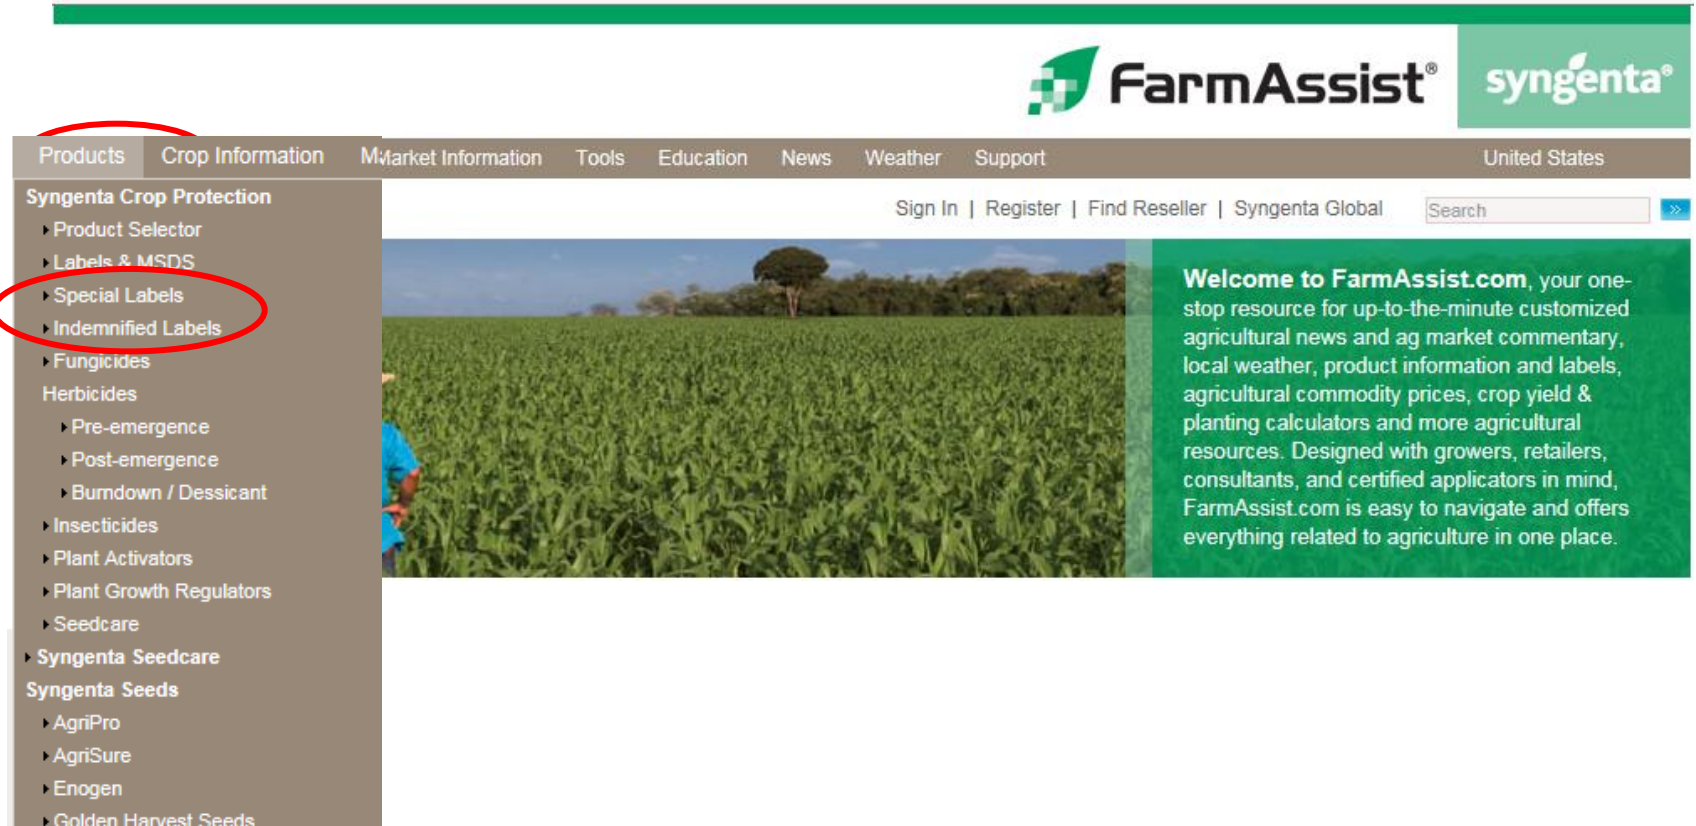 FarmAssist®
syngenta®
Products Crop Information Market Information Tools Education News Weather Support United States
Sign In | Register | Find Reseller | Syngenta Global Search
Syngenta Crop Protection
Product Selector
Labels & MSDS
Special Labels
Indemnified Labels
Fungicides
Herbicides
Pre-emergence
Post-emergence
Burndown / Dessicant
Insecticides
Plant Activators
Plant Growth Regulators
Seedcare
Syngenta Seedcare
Syngenta Seeds
AgriPro
AgriSure
Enogen
Golden Harvest Seeds
Welcome to FarmAssist.com, your one-
stop resource for up-to-the-minute customized
agricultural news and ag market commentary,
local weather, product information and labels,
agricultural commodity prices, crop yield &
planting calculators and more agricultural
resources. Designed with growers, retailers,
consultants, and certified applicators in mind,
FarmAssist.com is easy to navigate and offers
everything related to agriculture in one place.